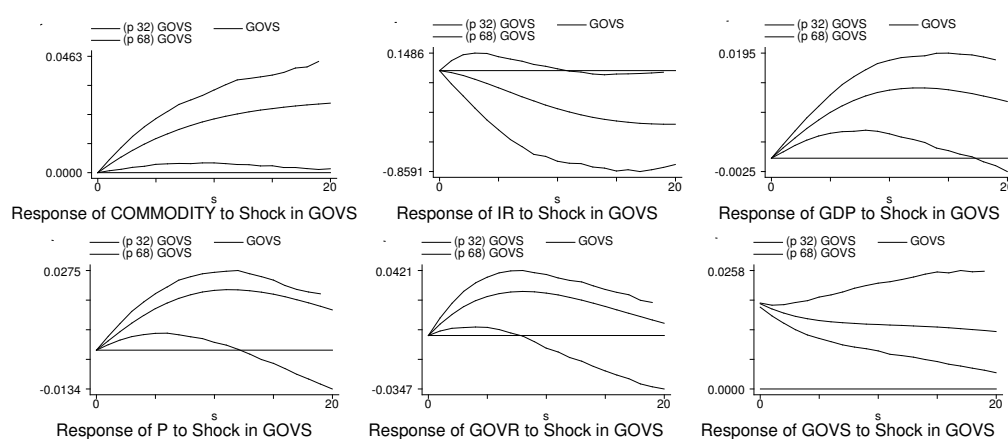 (p 32) GOVS GOVS
(p 68) GOVS
0.0463
0.0000
0 20
s
Response of COMMODITY to Shock in GOVS
(p 32) GOVS GOVS
(p 68) GOVS
0.1486
-0.8591
0 20
s
Response of IR to Shock in GOVS
(p 32) GOVS GOVS
(p 68) GOVS
0.0195
-0.0025
0 20
s
Response of GDP to Shock in GOVS
(p 32) GOVS GOVS
(p 68) GOVS
0.0275
-0.0134
0 20
s
Response of P to Shock in GOVS
(p 32) GOVS GOVS
(p 68) GOVS
0.0421
-0.0347
0 20
s
Response of GOVR to Shock in GOVS
(p 32) GOVS GOVS
(p 68) GOVS
0.0258
0.0000
0 20
s
Response of GOVS to Shock in GOVS